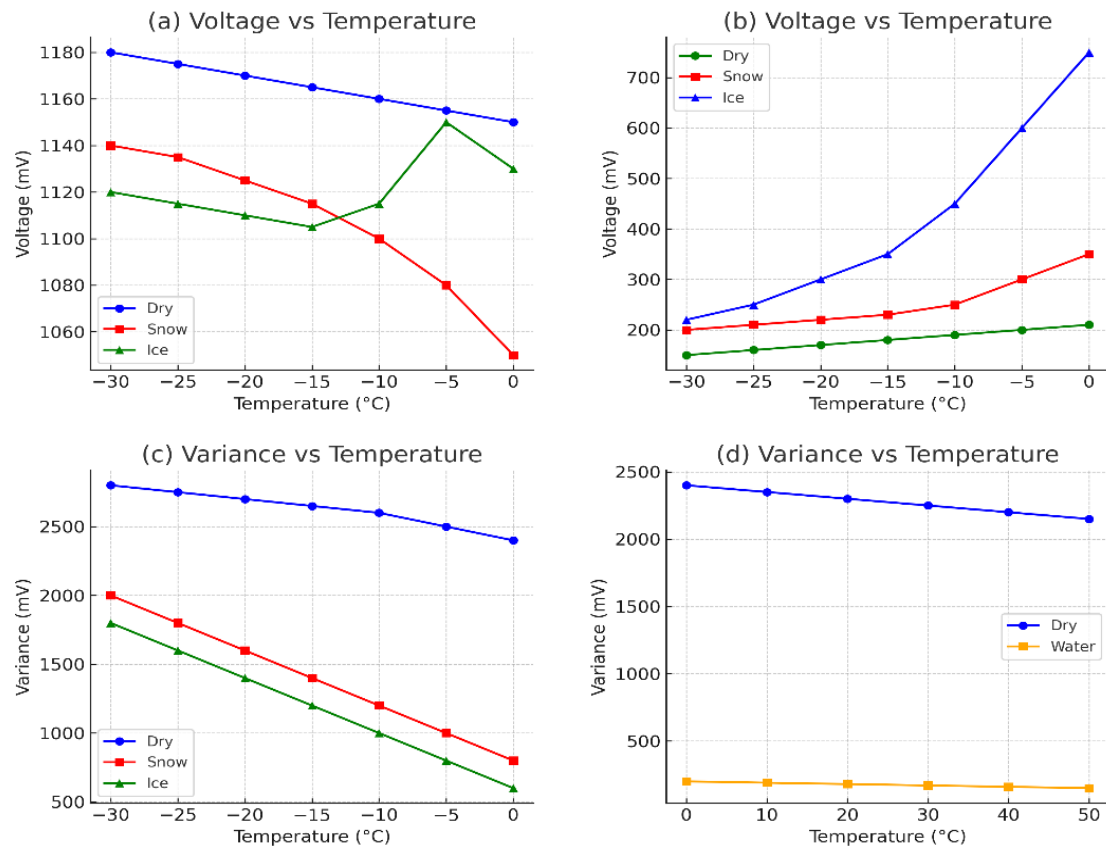 (a) Voltage vs Temperature
1180
1160
1140
1120
1100
1080
1060
Voltage (mV)
Dry
Snow
Ice
−30 −25 −20 −15 −10 −5 0
Temperature (°C)
(b) Voltage vs Temperature
Dry
Snow
Ice
700
600
500
400
300
200
Voltage (mV)
−30 −25 −20 −15 −10 −5 0
Temperature (°C)
(c) Variance vs Temperature
2500
2000
1500
1000
500
Variance (mV)
Dry
Snow
Ice
−30 −25 −20 −15 −10 −5 0
Temperature (°C)
(d) Variance vs Temperature
2500
2000
1500
1000
500
Variance (mV)
Dry
Water
0 10 20 30 40 50
Temperature (°C)